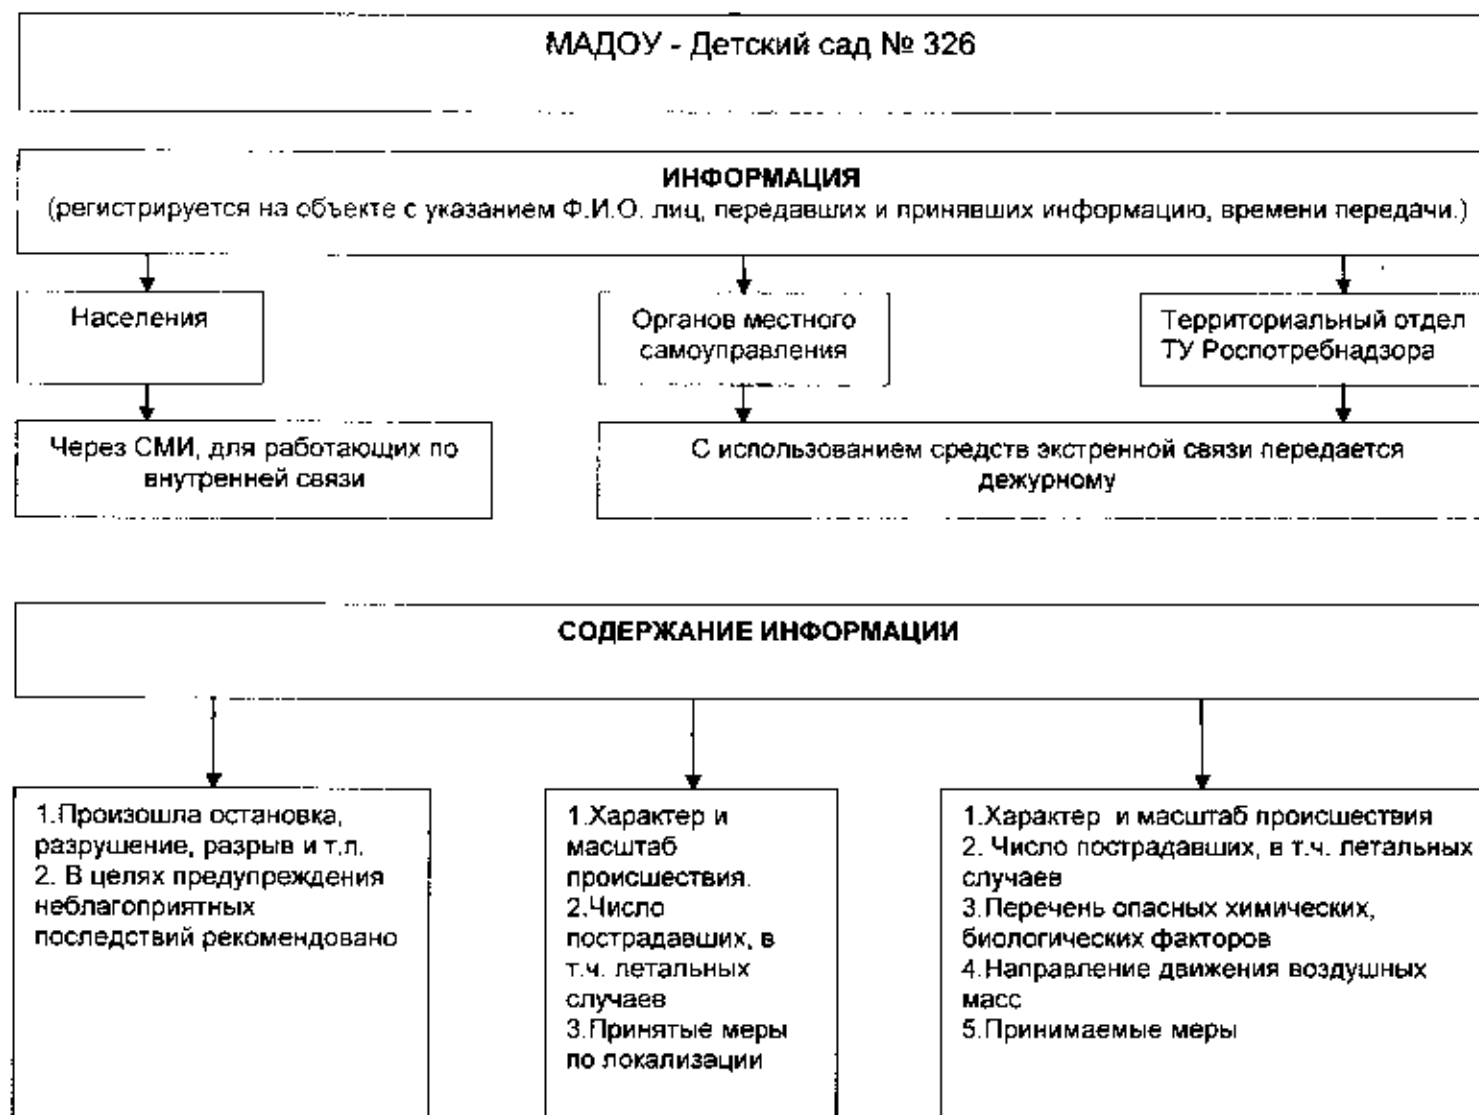 МАДОУ - Детский сад № 326
ИНФОРМАЦИЯ
(регистрируется на объекте с указанием Ф.И.О. лиц, передавших и принявших информацию, времени передачи.)
Населения
Органов местного
самоуправления
Территориальный отдел
ТУ Роспотребнадзора
Через СМИ, для работающих по
внутренней связи
С использованием средств экстренной связи передается
дежурному
СОДЕРЖАНИЕ ИНФОРМАЦИИ
1.Произошла остановка,
разрушение, разрыв и т.п.
2. В целях предупреждения
неблагоприятных
последствий рекомендовано
1.Характер и
масштаб
происшествия.
2.Число
пострадавших, в
т.ч. летальных
случаев
3.Принятые меры
по локализации
1.Характер и масштаб происшествия
2. Число пострадавших, в т.ч. летальных
случаев
3.Перечень опасных химических,
биологических факторов
4.Направление движения воздушных
масс
5.Принимаемые меры